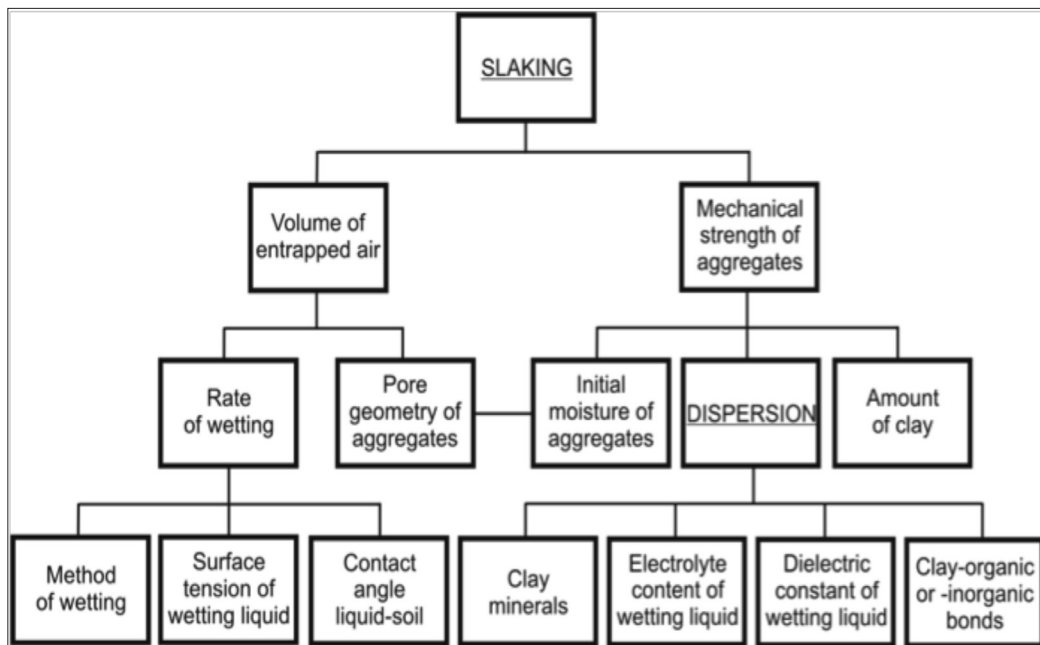 SLAKING
Volume of
entrapped air
Mechanical
strength of
aggregates
Rate
of wetting
Pore
geometry of
aggregates
Initial
moisture of
aggregates
DISPERSION
Amount
of clay
Method
of wetting
Surface
tension of
wetting liquid
Contact
angle
liquid-soil
Clay
minerals
Electrolyte
content of
wetting liquid
Dielectric
constant of
wetting liquid
Clay-organic
or -inorganic
bonds